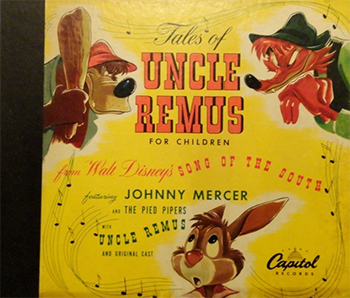 Tales of
UNCLE
REMUS
FOR CHILDREN
from Walt Disney's SONG OF THE SOUTH
featuring JOHNNY MERCER
AND THE PIED PIPERS
WITH "UNCLE REMUS"
AND ORIGINAL CAST
Capitol
RECORDS